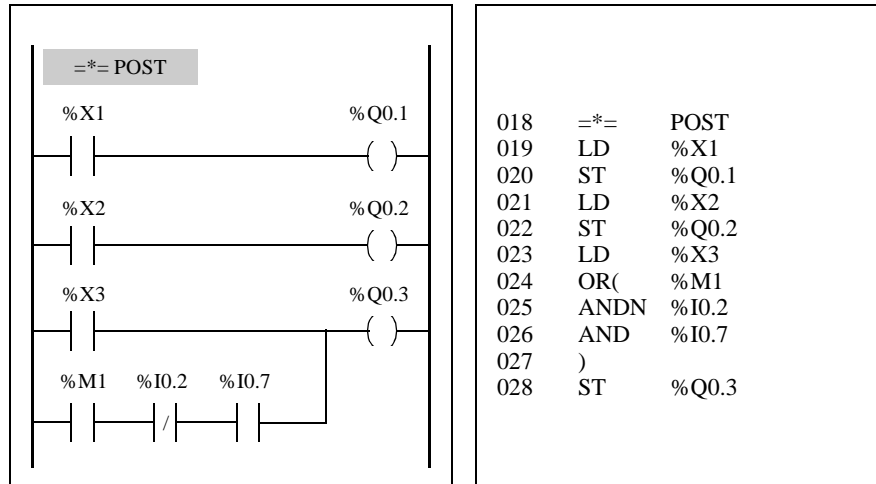 =*= POST
%X1 %Q0.1
%X2 %Q0.2
%X3 %Q0.3
%M1 %I0.2 %I0.7
/
018 =*= POST
019 LD %X1
020 ST %Q0.1
021 LD %X2
022 ST %Q0.2
023 LD %X3
024 OR( %M1
025 ANDN %I0.2
026 AND %I0.7
027 )
028 ST %Q0.3